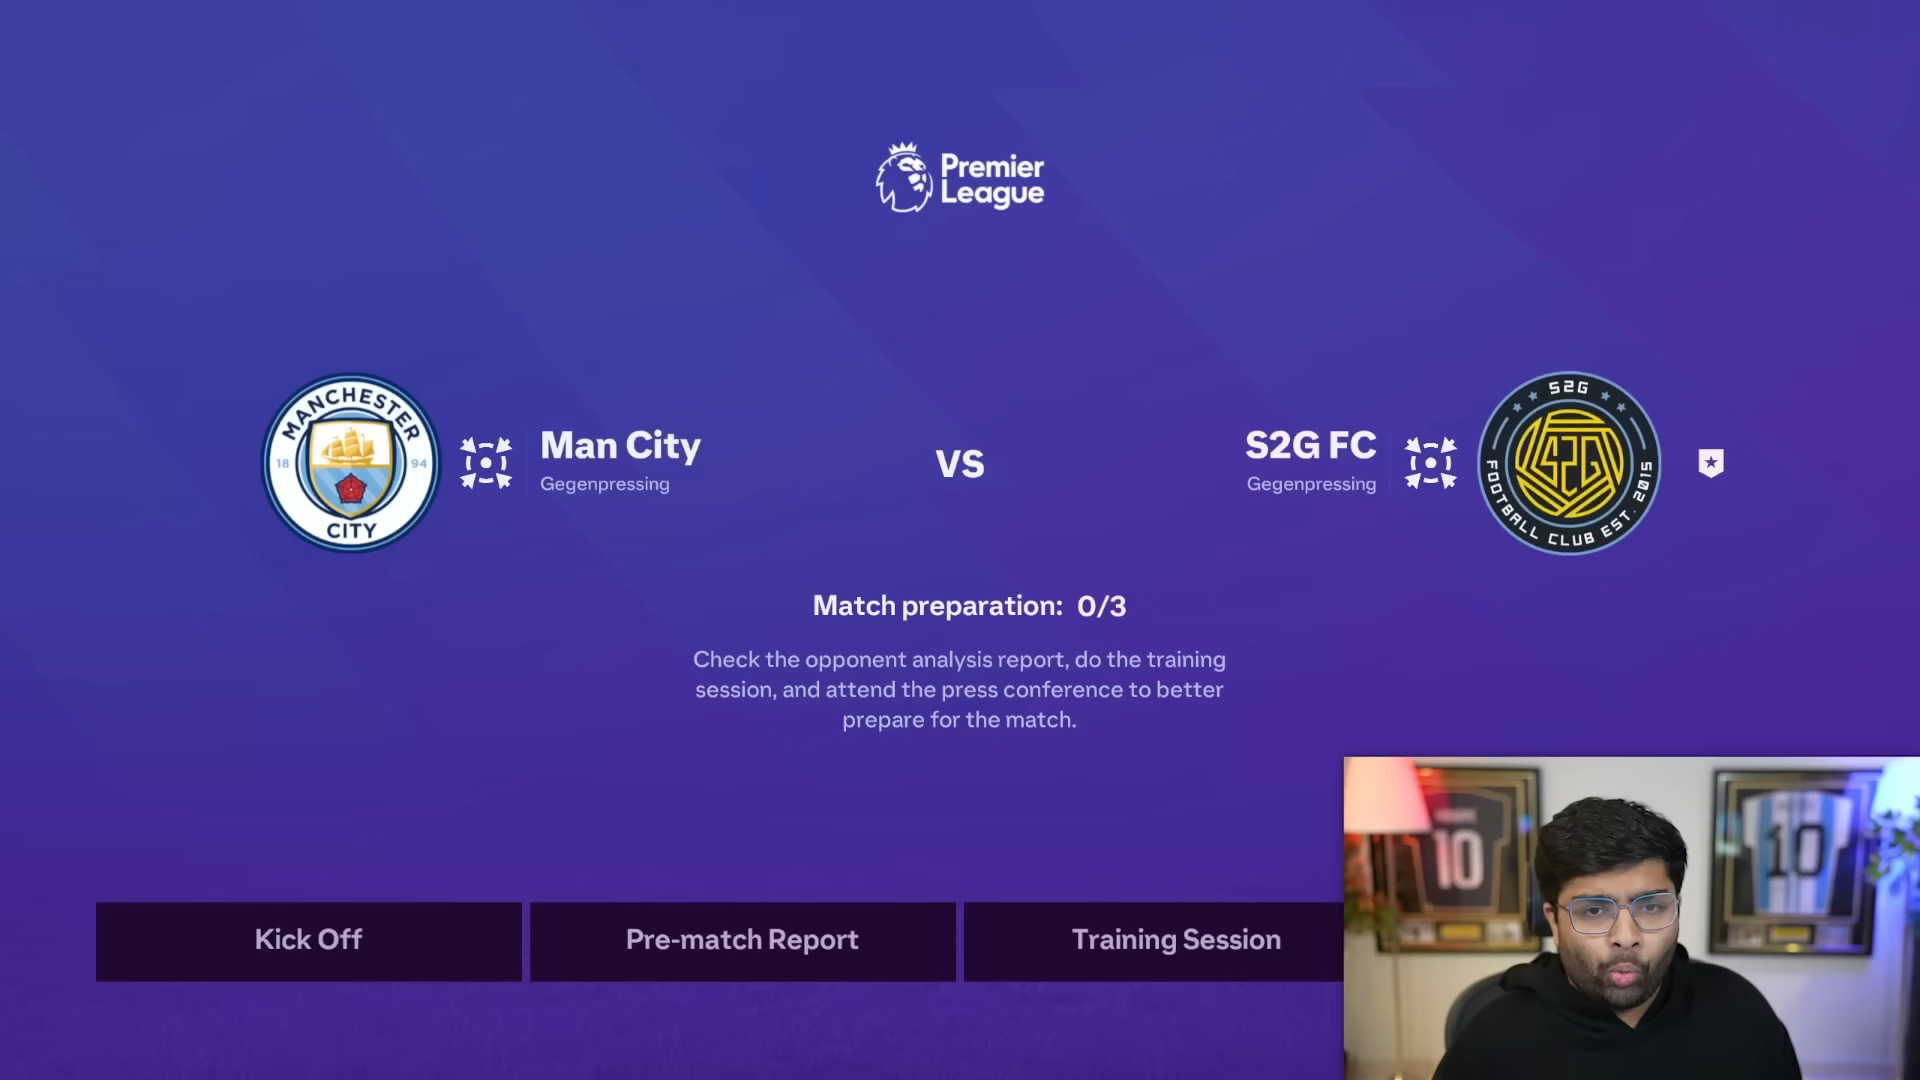 Premier
League
MANCHESTER
18
94
CITY
Man City
Gegenpressing
VS
S2G FC
Gegenpressing
S2G
FOOTBALL CLUB EST. 2015
Match preparation: 0/3
Check the opponent analysis report, do the training
session, and attend the press conference to better
prepare for the match.
Kick Off
Pre-match Report
Training Session
10
10